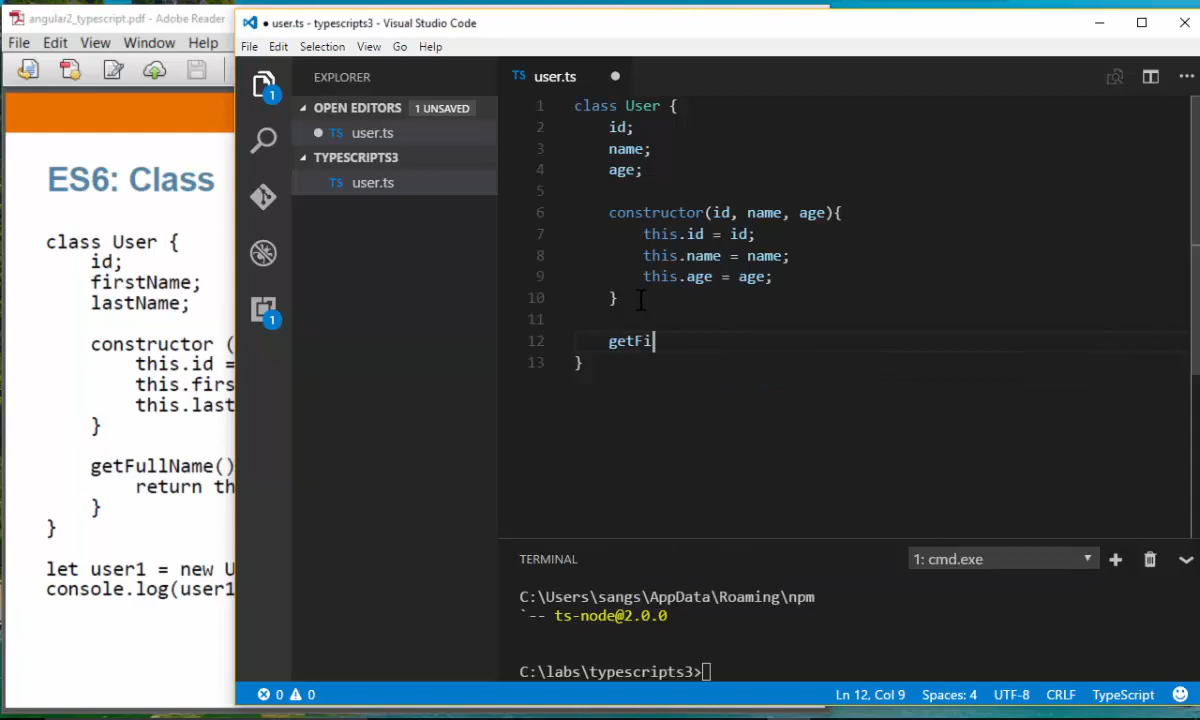 angular2_typescript.pdf - Adobe Reader
File Edit View Window Help
ES6: Class
class User {
id;
firstName;
lastName;
constructor (
this.id =
this.firs
this.last
}
getFullName()
return th
}
}
let user1 = new U
console.log(user1
● user.ts - typescripts3 - Visual Studio Code
File Edit Selection View Go Help
EXPLORER
OPEN EDITORS 1 UNSAVED
● TS user.ts
TYPESCRIPTS3
TS user.ts
1
1
TS user.ts ●
1 class User {
2 id;
3 name;
4 age;
5
6 constructor(id, name, age){
7 this.id = id;
8 this.name = name;
9 this.age = age;
10 }
11
12 getFi
13 }
TERMINAL
1: cmd.exe
C:\Users\sangs\AppData\Roaming\npm
`-- ts-node@2.0.0
C:\labs\typescripts3>
0 0 Ln 12, Col 9 Spaces: 4 UTF-8 CRLF TypeScript